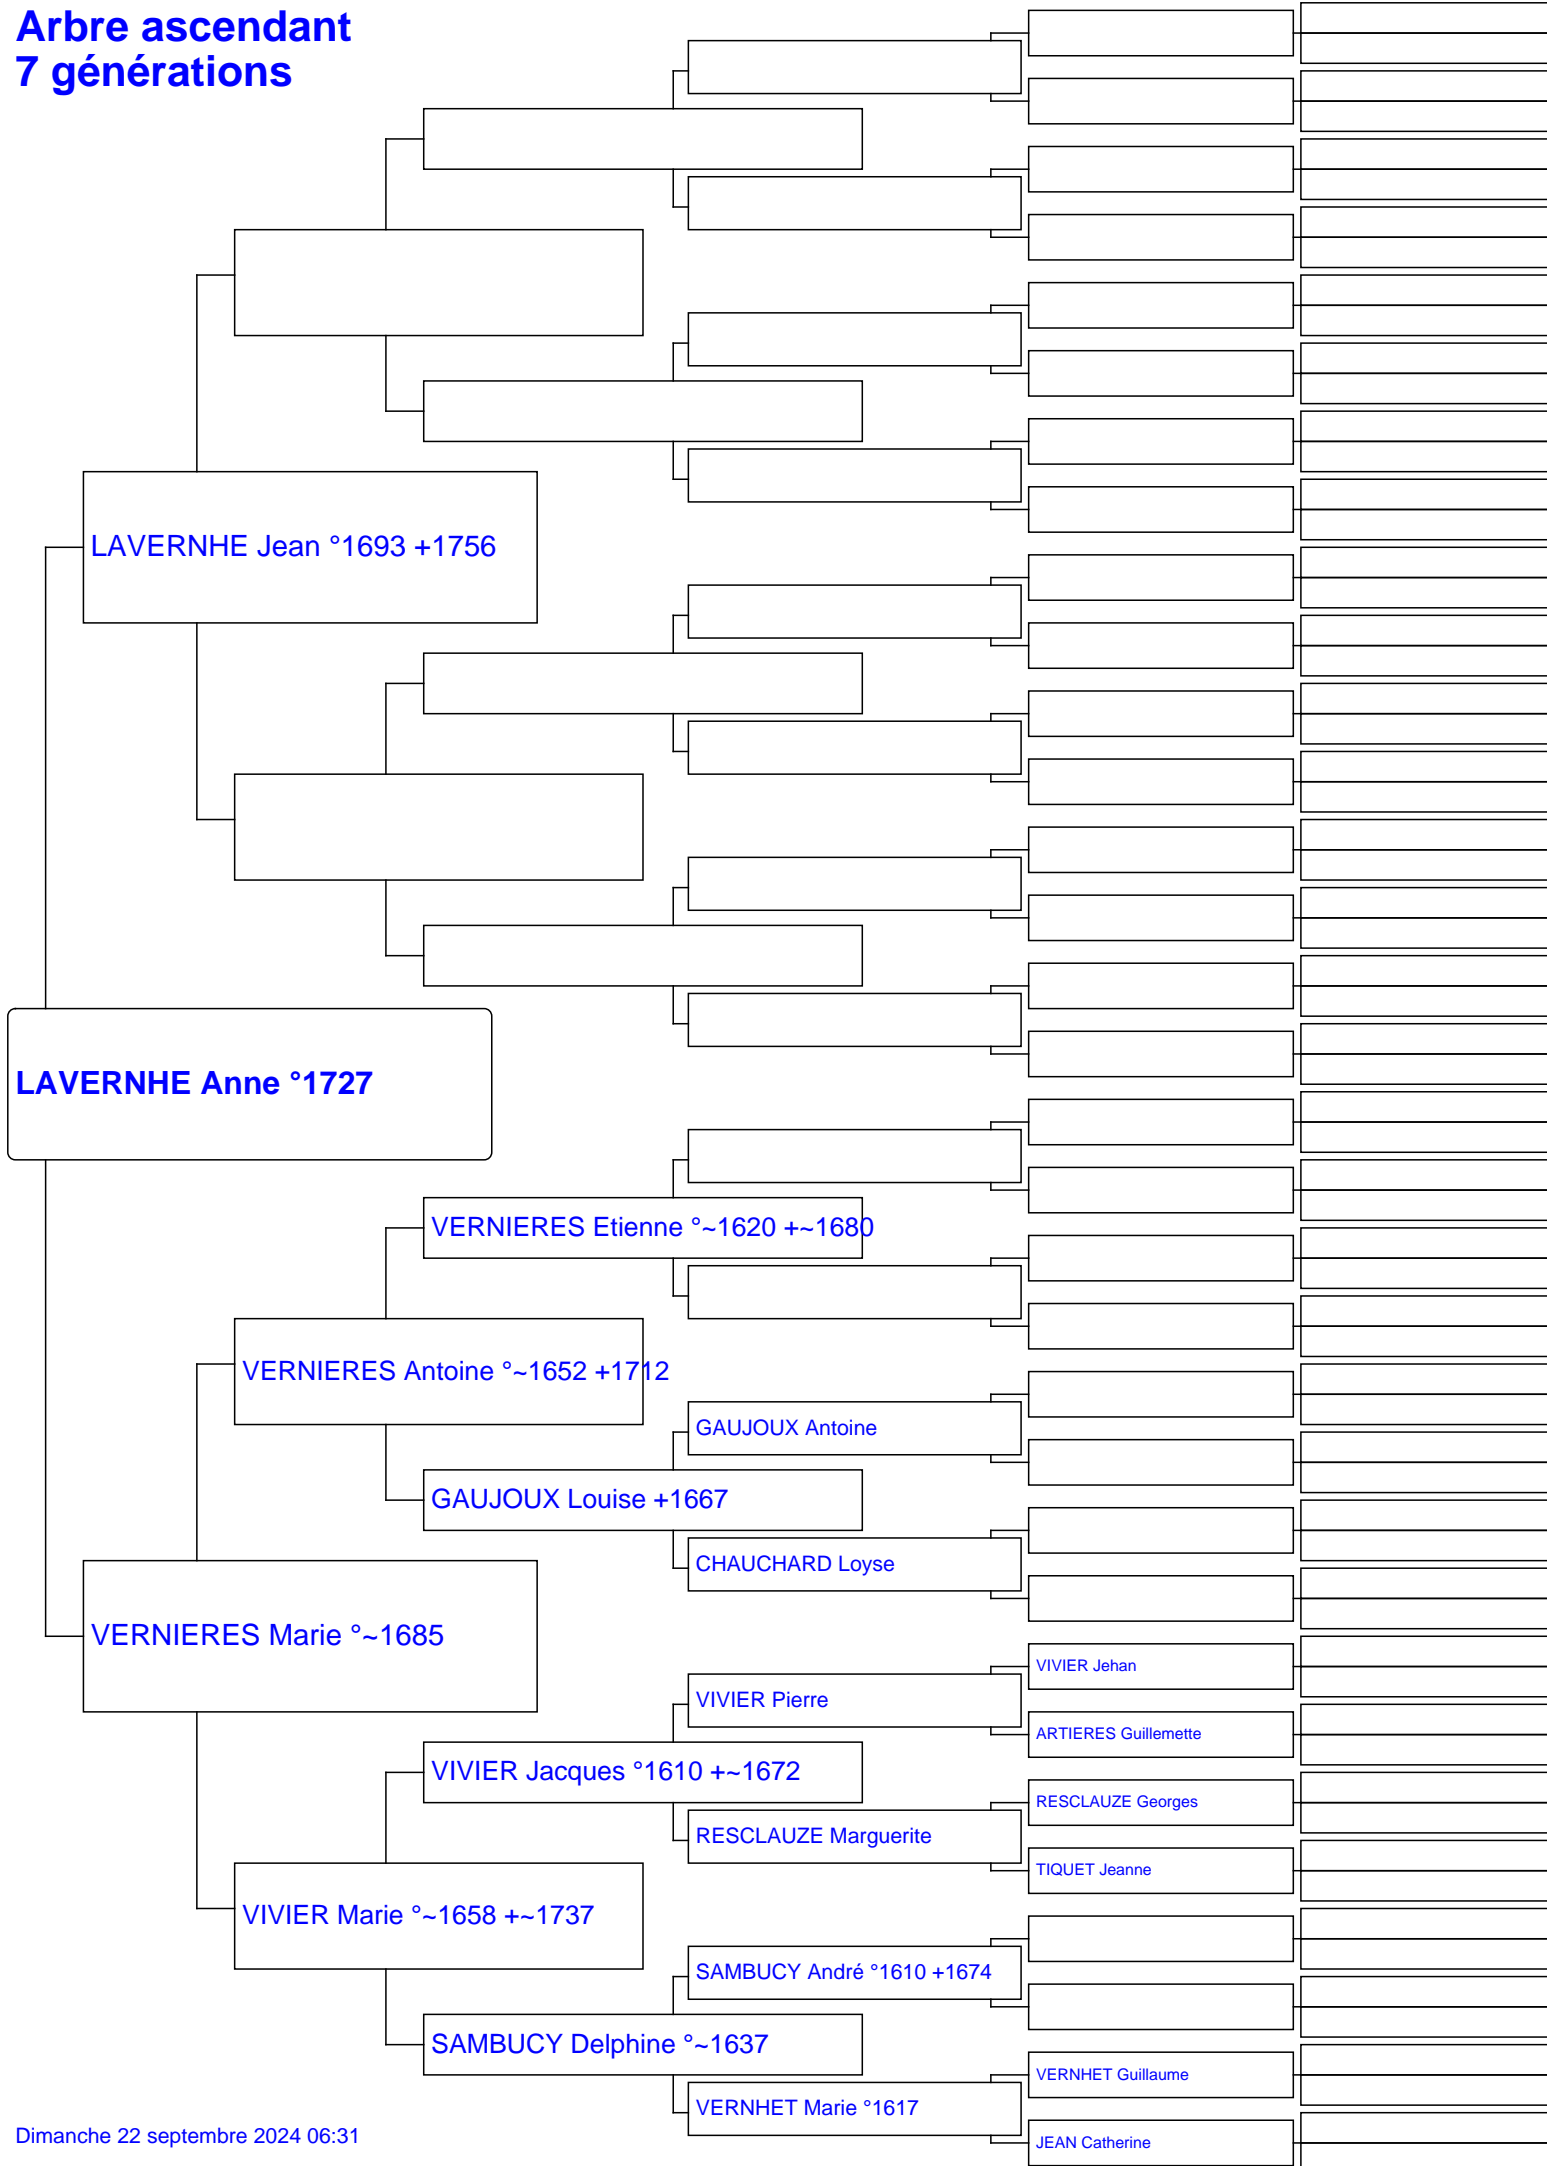 Arbre ascendant
7 générations
LAVERNHE Jean °1693 +1756
LAVERNHE Anne °1727
VERNIERES Etienne °~1620 +~1680
VERNIERES Antoine °~1652 +1712
GAUJOUX Antoine
GAUJOUX Louise +1667
CHAUCHARD Loyse
VERNIERES Marie °~1685
VIVIER Jehan
VIVIER Pierre
ARTIERES Guillemette
VIVIER Jacques °1610 +~1672
RESCLAUZE Georges
RESCLAUZE Marguerite
TIQUET Jeanne
VIVIER Marie °~1658 +~1737
SAMBUCY André °1610 +1674
SAMBUCY Delphine °~1637
VERNHET Guillaume
VERNHET Marie °1617
JEAN Catherine
Dimanche 22 septembre 2024 06:31